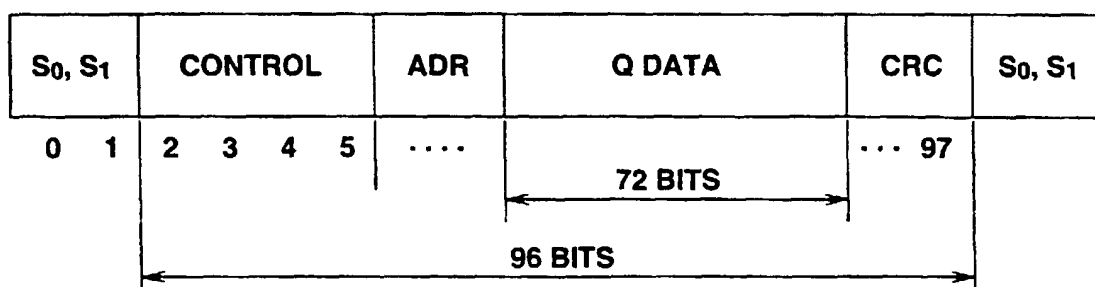 S0, S1 CONTROL ADR Q DATA CRC S0, S1
0 1 2 3 4 5 .... ... 97
72 BITS
96 BITS